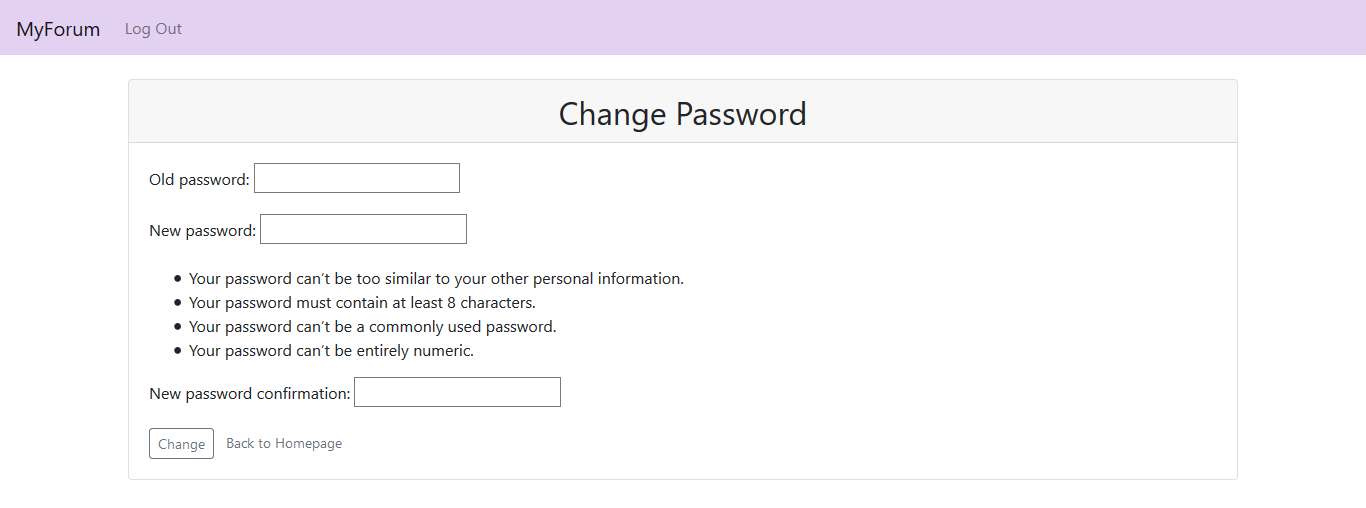 MyForum Log Out
Change Password
Old password:
New password:
• Your password can't be too similar to your other personal information.
• Your password must contain at least 8 characters.
• Your password can't be a commonly used password.
• Your password can't be entirely numeric.
New password confirmation:
Change Back to Homepage